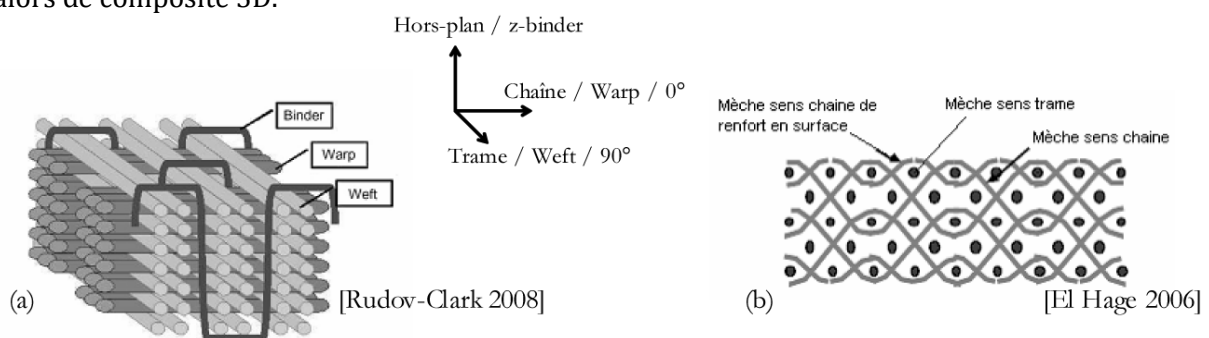 alors de composite 3D.
Hors-plan / z-binder
Chaîne / Warp / 0°
Trame / Weft / 90°
Binder
Warp
Weft
(a)
[Rudov-Clark 2008]
Mèche sens chaine de
renfort en surface
Mèche sens trame
Mèche sens chaine
(b)
[El Hage 2006]